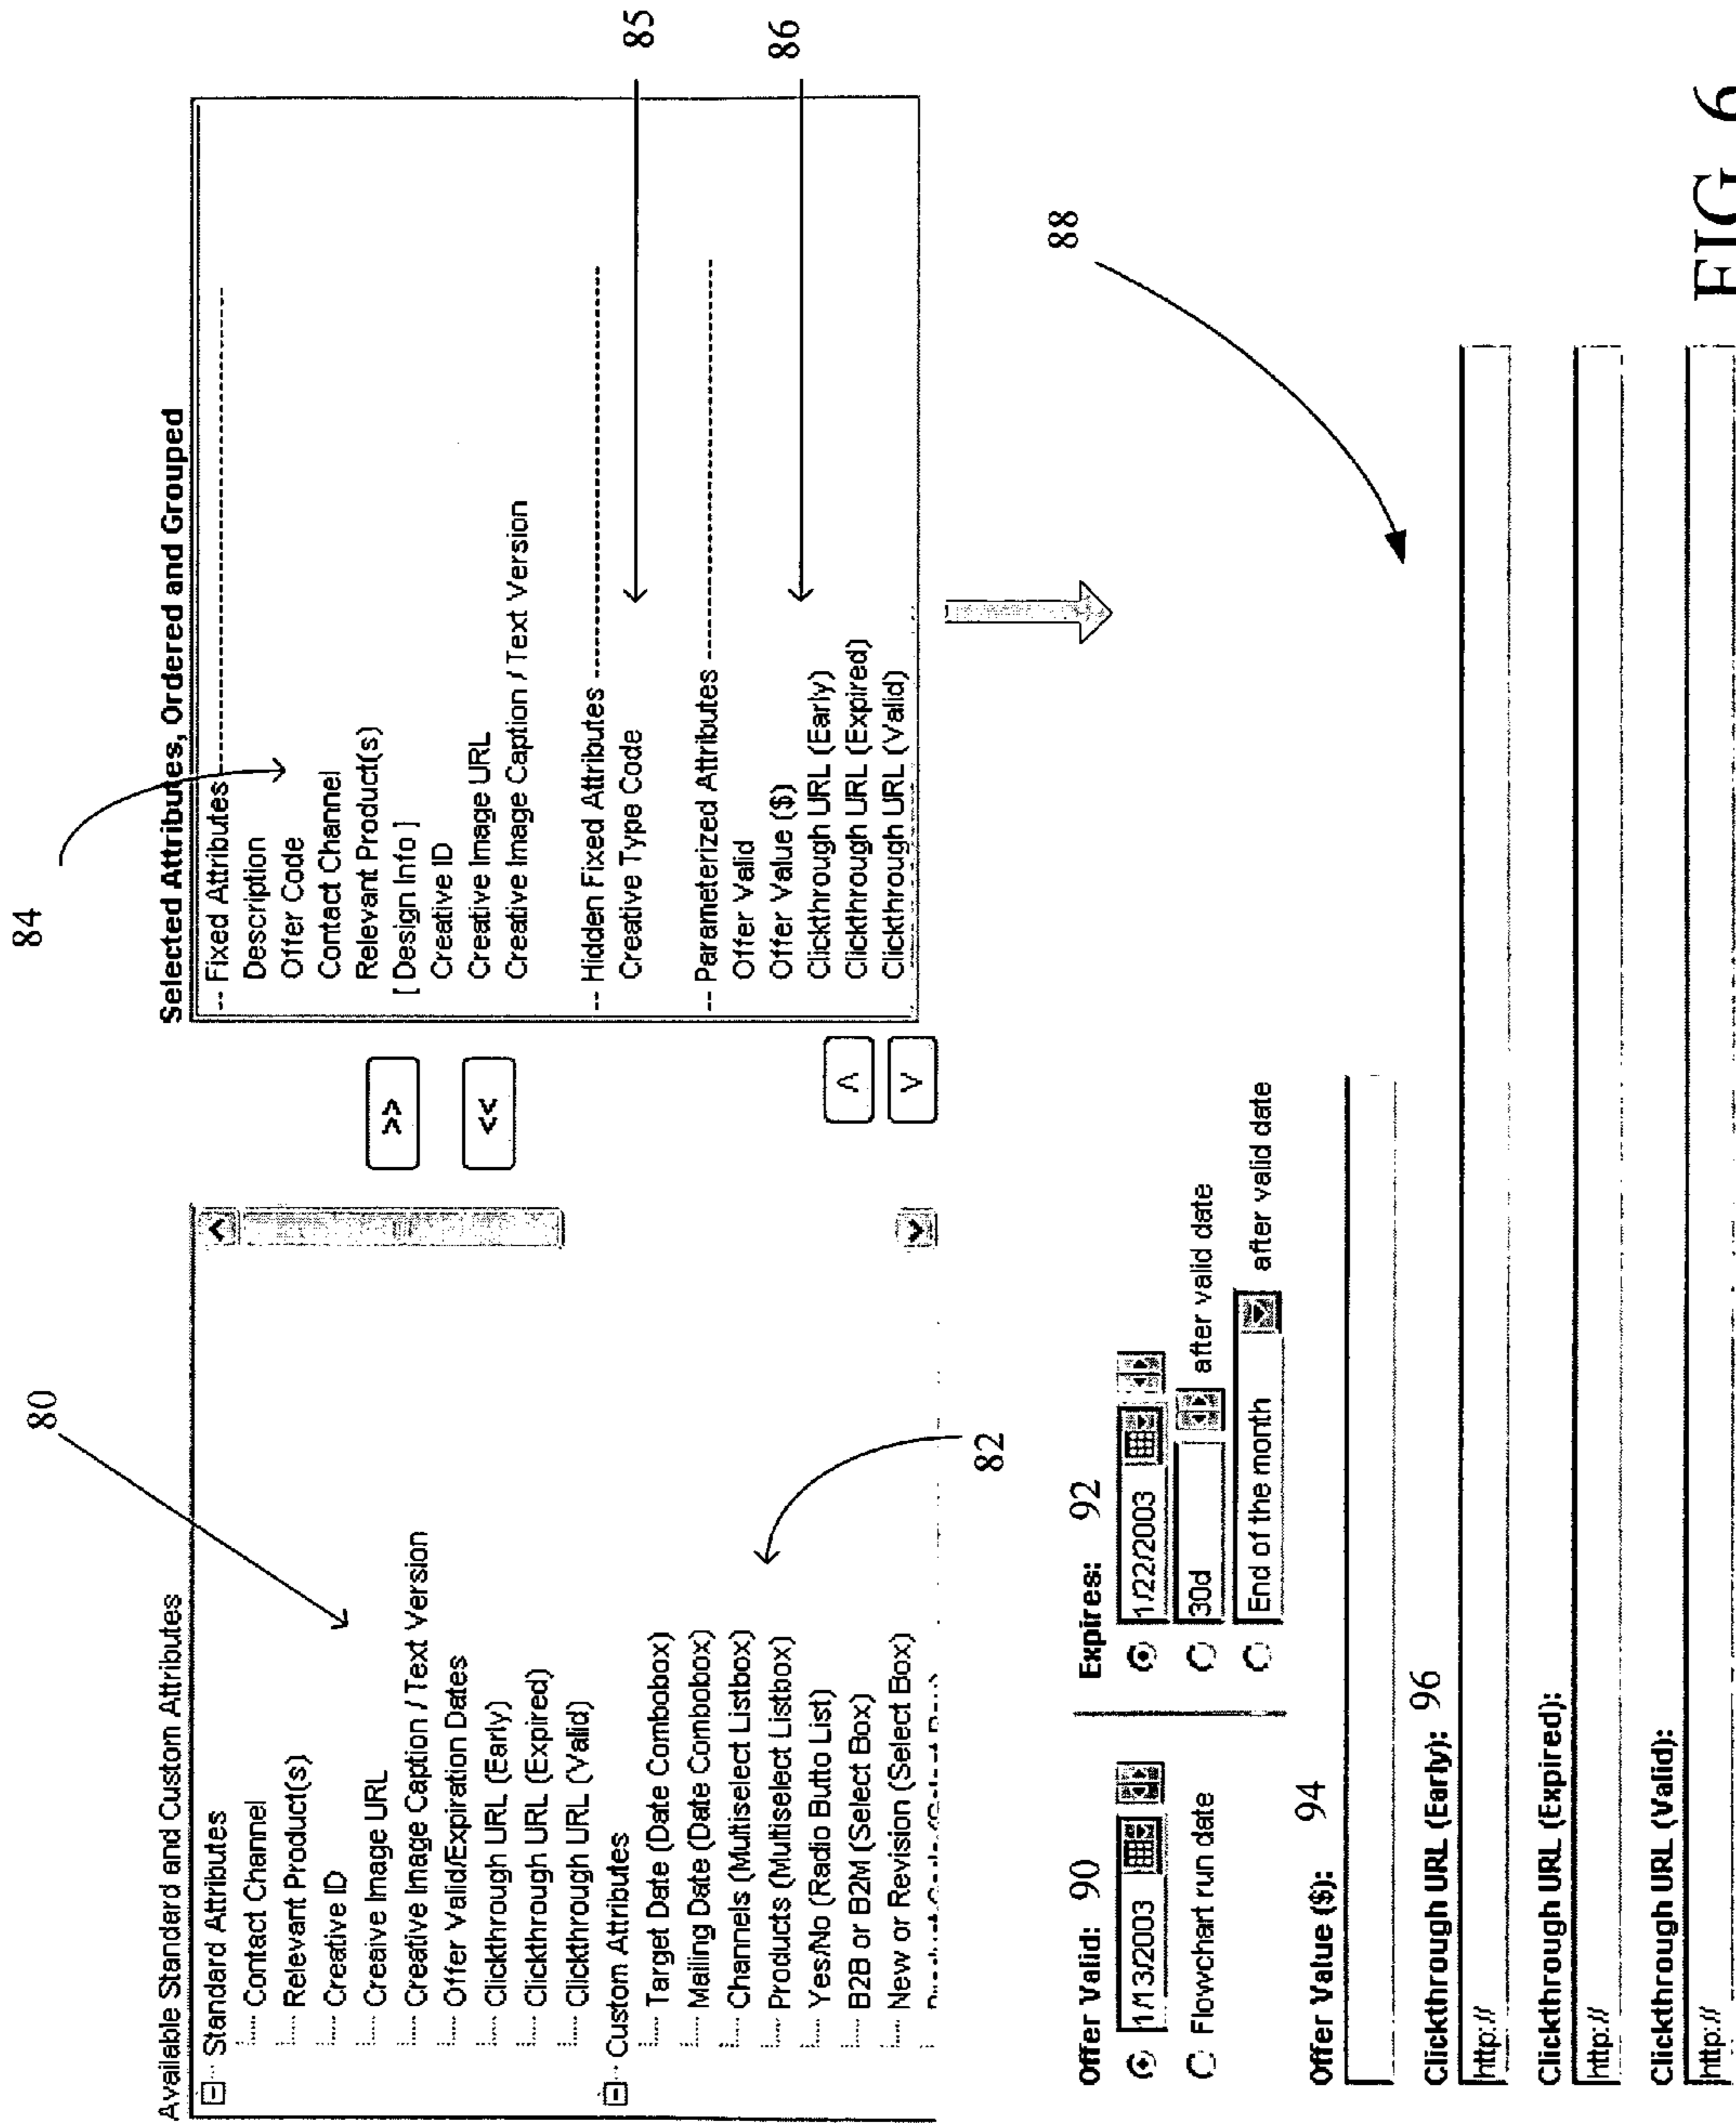 80
84
Available Standard and Custom Attributes
Standard Attributes
Contact Channel
Relevant Product(s)
Creative ID
Creaive Image URL
Creative Image Caption / Text Version
Offer Valid/Expiration Dates
Clickthrough URL (Early)
Clickthrough URL (Expired)
Clickthrough URL (Valid)
Custom Attributes
Target Date (Date Combobox)
Mailing Date (Date Combobox)
Channels (Multiselect Listbox)
Products (Multiselect Listbox)
Yes/No (Radio Butto List)
B2B or B2M (Select Box)
New or Revision (Select Box)
82
>>
<<
Selected Attributes, Ordered and Grouped
-- Fixed Attributes
Description
Offer Code
Contact Channel
Relevant Product(s)
[ Design Info ]
Creative ID
Creative Image URL
Creative Image Caption / Text Version
-- Hidden Fixed Attributes
Creative Type Code
-- Parameterized Attributes
Offer Valid
Offer Value ($)
Clickthrough URL (Early)
Clickthrough URL (Expired)
Clickthrough URL (Valid)
85
86
88
Offer Valid: 90
1/13/2003
Flowchart run date
Expires: 92
1/22/2003
30d after valid date
End of the month after valid date
Offer Value ($): 94
Clickthrough URL (Early): 96
http://
Clickthrough URL (Expired):
http://
Clickthrough URL (Valid):
http://
FIG. 6